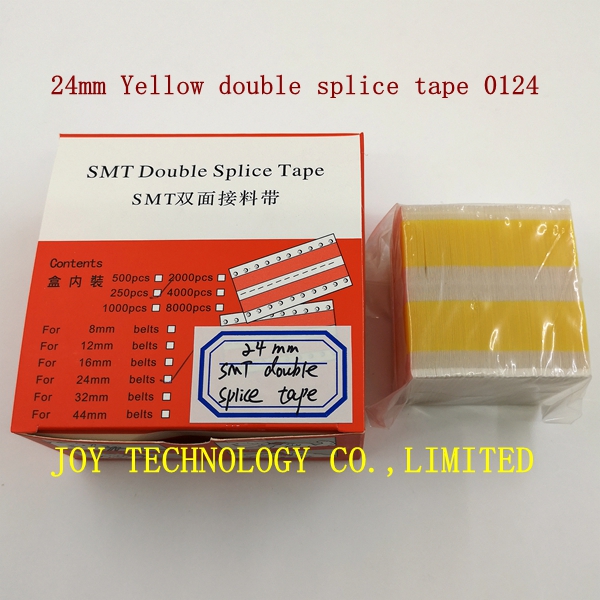 24mm Yellow double splice tape 0124
SMT Double Splice Tape
SMT双面接料带
Contents
盒内裝
500pcs 2000pcs
250pcs 4000pcs
1000pcs 8000pcs
For 8mm belts
For 12mm belts
For 16mm belts
For 24mm belts
For 32mm belts
For 44mm belts
24mm
SMT double
splice tape
JOY TECHNOLOGY CO.,LIMITED